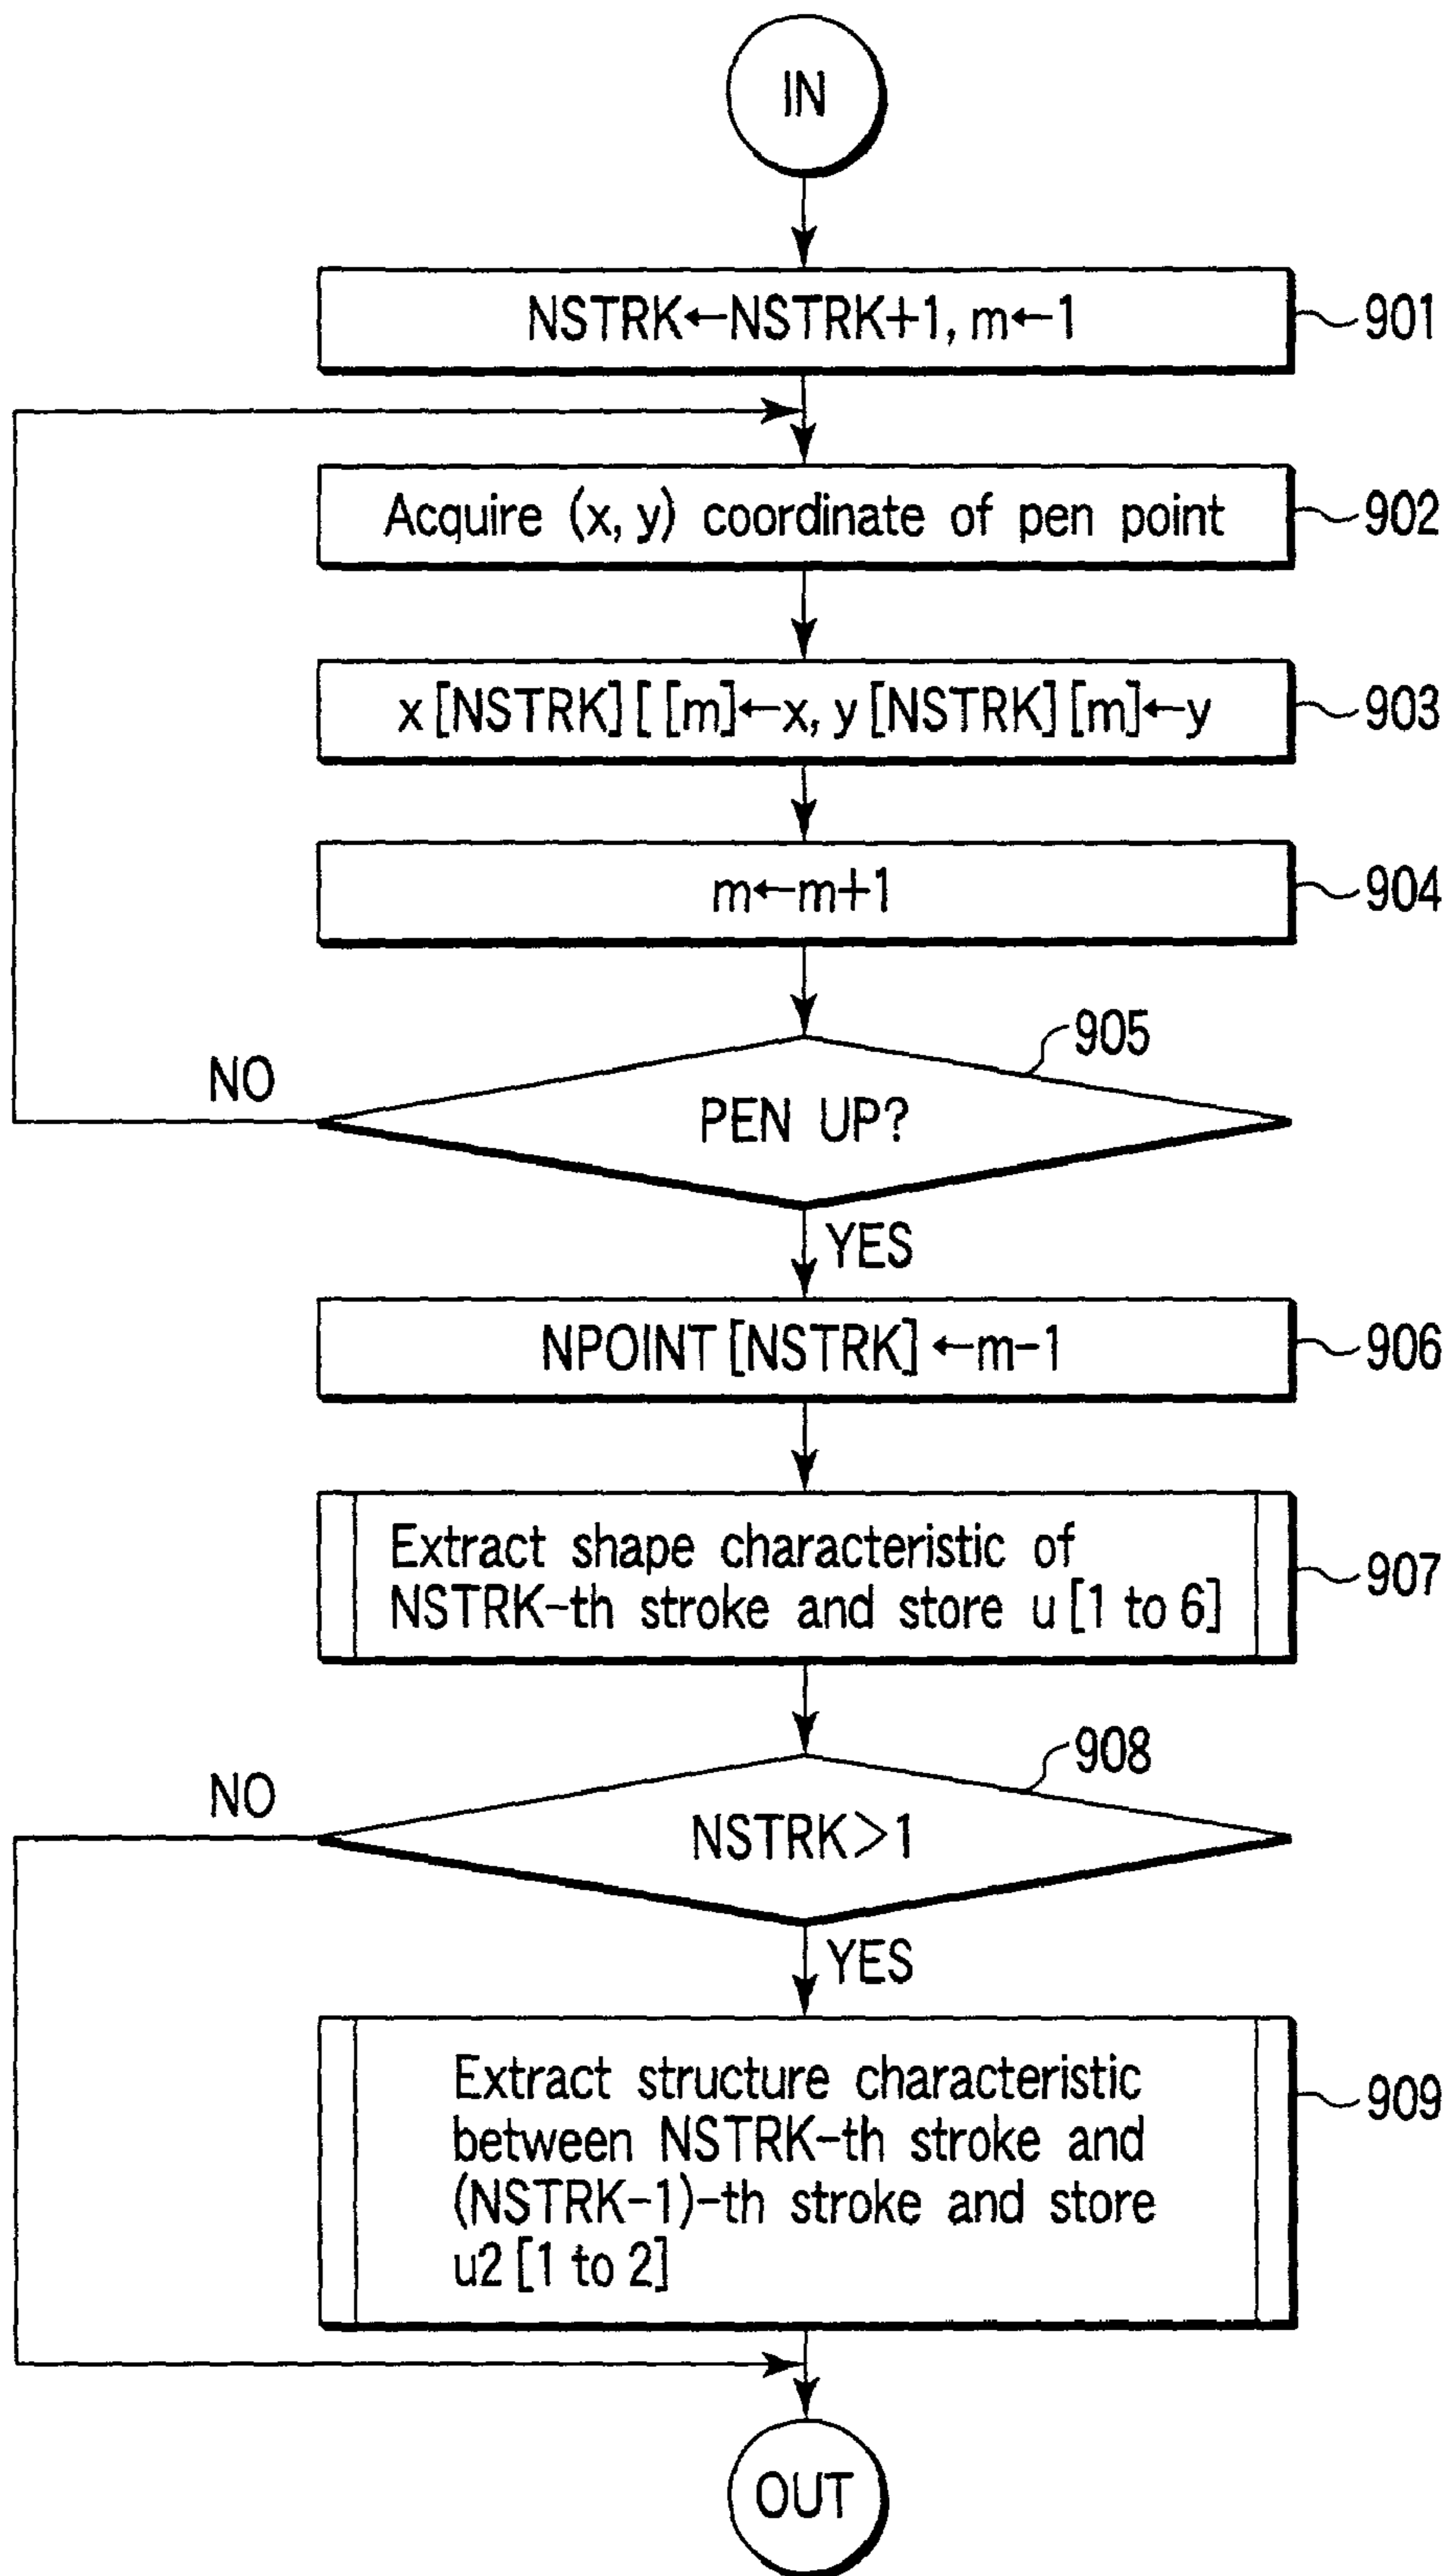 IN
NSTRK←NSTRK+1, m←1
901
Acquire (x, y) coordinate of pen point
902
x [NSTRK] [ [m]←x, y [NSTRK] [m]←y
903
m←m+1
904
905
NO
PEN UP?
YES
NPOINT [NSTRK] ←m-1
906
Extract shape characteristic of
NSTRK-th stroke and store u [1 to 6]
907
908
NO
NSTRK>1
YES
Extract structure characteristic
between NSTRK-th stroke and
(NSTRK-1)-th stroke and store
u2 [1 to 2]
909
OUT